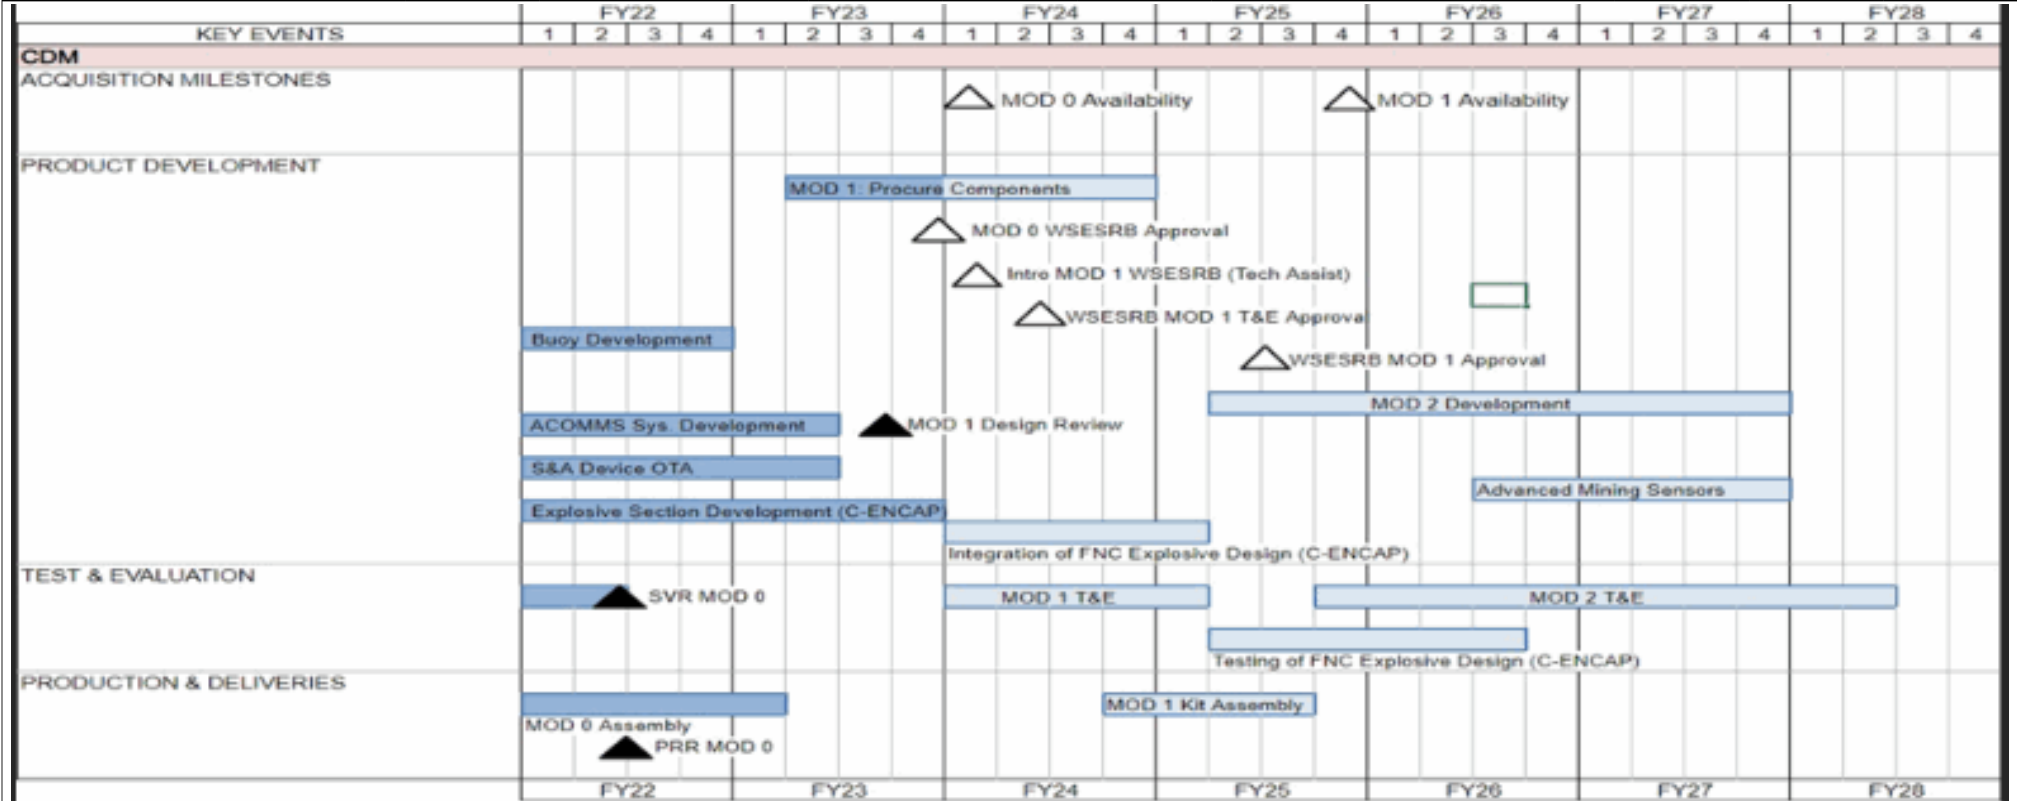 FY22 FY23 FY24 FY25 FY26 FY27 FY28
KEY EVENTS 1 2 3 4 1 2 3 4 1 2 3 4 1 2 3 4 1 2 3 4 1 2 3 4 1 2 3 4
CDM
ACQUISITION MILESTONES
MOD 0 Availability MOD 1 Availability
PRODUCT DEVELOPMENT
MOD 1: Procure Components
MOD 0 WSESRB Approval
Intro MOD 1 WSESRB (Tech Assist)
WSESRB MOD 1 T&E Approva
Buoy Development
WSESRB MOD 1 Approval
MOD 2 Development
ACOMMS Sys. Development MOD 1 Design Review
S&A Device OTA
Advanced Mining Sensors
Explosive Section Development (C-ENCAP)
Integration of FNC Explosive Design (C-ENCAP)
TEST & EVALUATION
SVR MOD 0 MOD 1 T&E MOD 2 T&E
Testing of FNC Explosive Design (C-ENCAP)
PRODUCTION & DELIVERIES
MOD 1 Kit Assembly
MOD 0 Assembly
PRR MOD 0
FY22 FY23 FY24 FY25 FY26 FY27 FY28